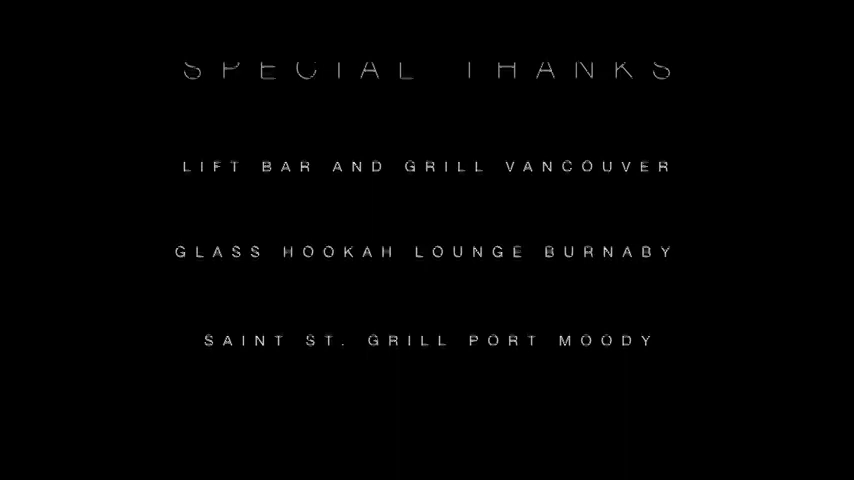 SPECIAL THANKS
LIFT BAR AND GRILL VANCOUVER
GLASS HOOKAH LOUNGE BURNABY
SAINT ST. GRILL PORT MOODY